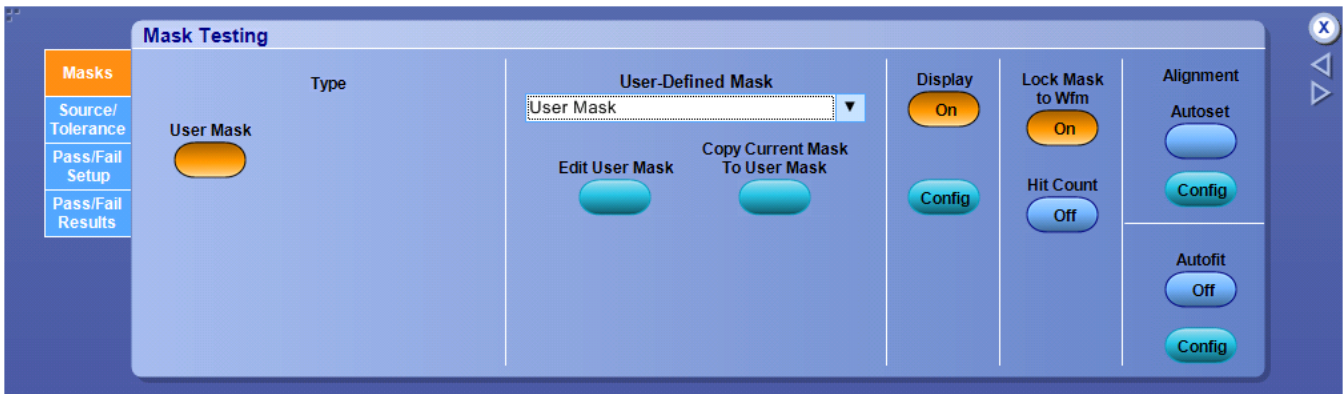 Mask Testing
X
Masks
Source/
Tolerance
Pass/Fail
Setup
Pass/Fail
Results
Type
User Mask
User-Defined Mask
User Mask
Edit User Mask
Copy Current Mask
To User Mask
Display
On
Config
Lock Mask
to Wfm
On
Hit Count
Off
Alignment
Autoset
Config
Autofit
Off
Config